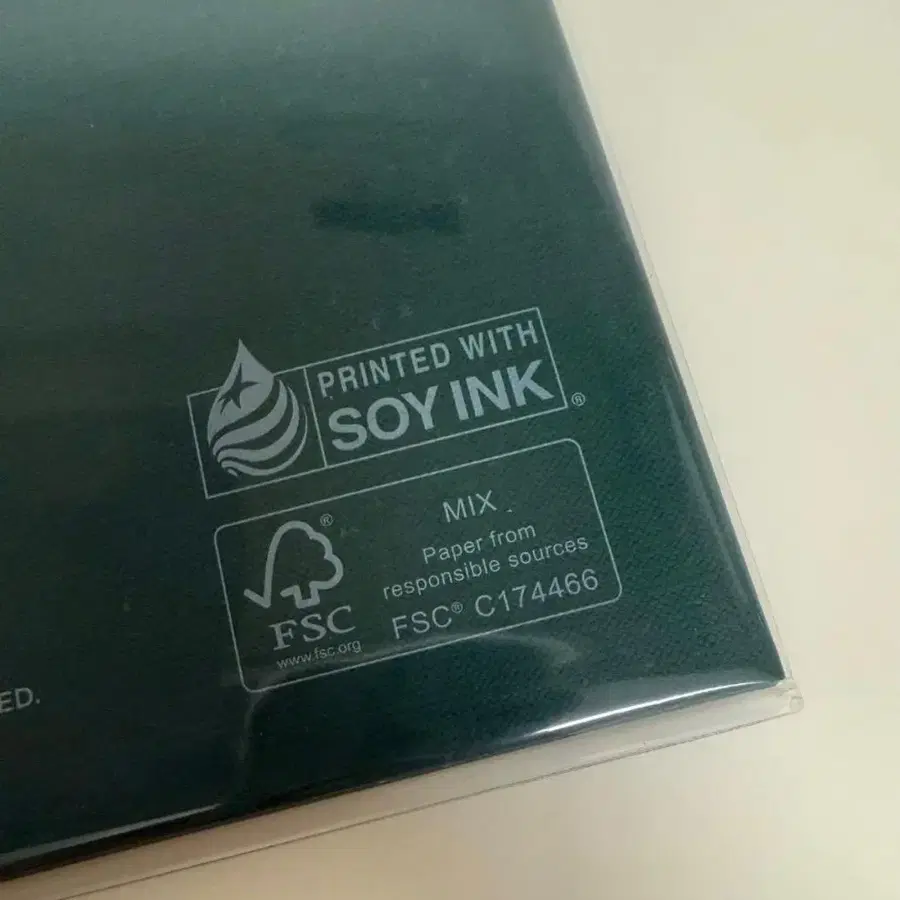 PRINTED WITH
SOY INK®
®
MIX
Paper from
responsible sources
FSC® C174466
FSC
www.fsc.org
ED.